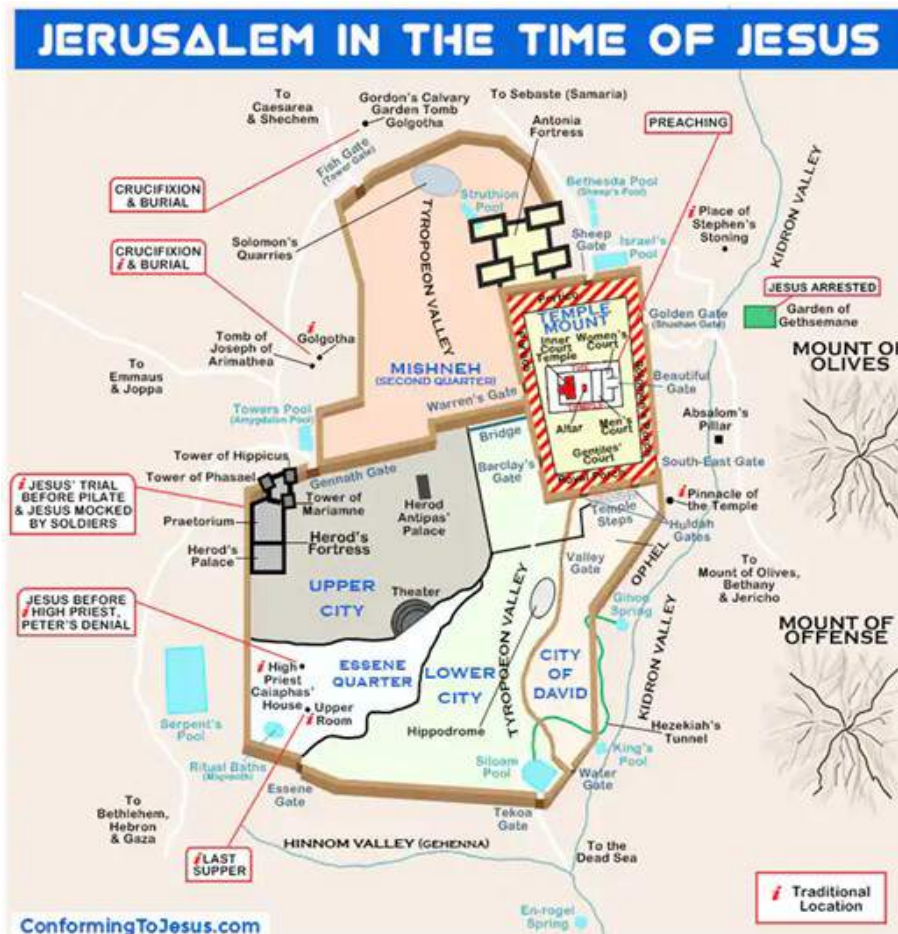 JERUSALEM IN THE TIME OF JESUS
To
Caesarea
& Shechem
Gordon's Calvary
Garden Tomb
Golgotha
To Sebaste (Samaria)
Antonia
Fortress
PREACHING
Fish Gate
(Tower Gate)
CRUCIFIXION
& BURIAL
Struthion
Pool
Bethesda Pool
(Sheep's Pool)
i Place of
Stephen's
Stoning
KIDRON VALLEY
TYROPOEON VALLEY
Solomon's
Quarries
Sheep
Gate
Israel's
Pool
CRUCIFIXION
i & BURIAL
JESUS ARRESTED
Garden of
Gethsemane
Portico
TEMPLE
MOUNT
Golden Gate
(Shushan Gate)
i
Golgotha
Tomb of
Joseph of
Arimathea
Inner
Court
Temple
Women's
Court
MOUNT OF
OLIVES
To
Emmaus
& Joppa
MISHNEH
(SECOND QUARTER)
Beautiful
Gate
Warren's Gate
Towers Pool
(Amygdalon Pool)
Altar
Men's
Court
Absalom's
Pillar
Bridge
Gentiles'
Court
Tower of Hippicus
Gennath Gate
Barclay's
Gate
South-East Gate
Tower of Phasael
Royal Porch
i JESUS' TRIAL
BEFORE PILATE
& JESUS MOCKED
BY SOLDIERS
Tower of
Mariamne
Herod
Antipas'
Palace
i Pinnacle of
the Temple
Praetorium
Temple
Steps
Huldah
Gates
Herod's
Fortress
Herod's
Palace
Valley
Gate
OPHEL
To
Mount of Olives,
Bethany
& Jericho
UPPER
CITY
Theater
Gihon
Spring
JESUS BEFORE
i HIGH PRIEST,
PETER'S DENIAL
TYROPOEON VALLEY
KIDRON VALLEY
MOUNT OF
OFFENSE
ESSENE
QUARTER
LOWER
CITY
CITY
OF
DAVID
i High
Priest
Caiaphas'
House
Upper
i Room
Serpent's
Pool
Hippodrome
Hezekiah's
Tunnel
Ritual Baths
Siloam
Pool
King's
Pool
Water
Gate
Essene
Gate
Tekoa
Gate
To
Bethlehem,
Hebron
& Gaza
HINNOM VALLEY (GEHENNA)
To the
Dead Sea
i LAST
SUPPER
i Traditional
Location
En-rogel
Spring
ConformingToJesus.com